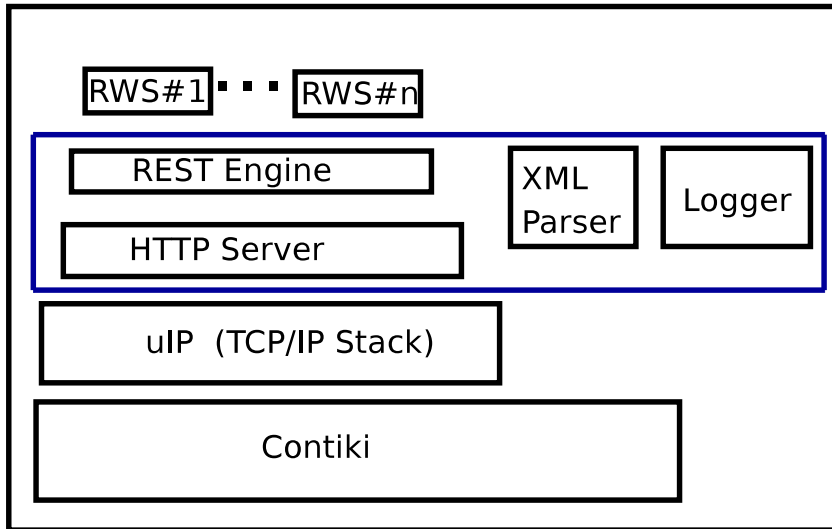 RWS#1 ... RWS#n
REST Engine
XML
Parser
Logger
HTTP Server
uIP (TCP/IP Stack)
Contiki